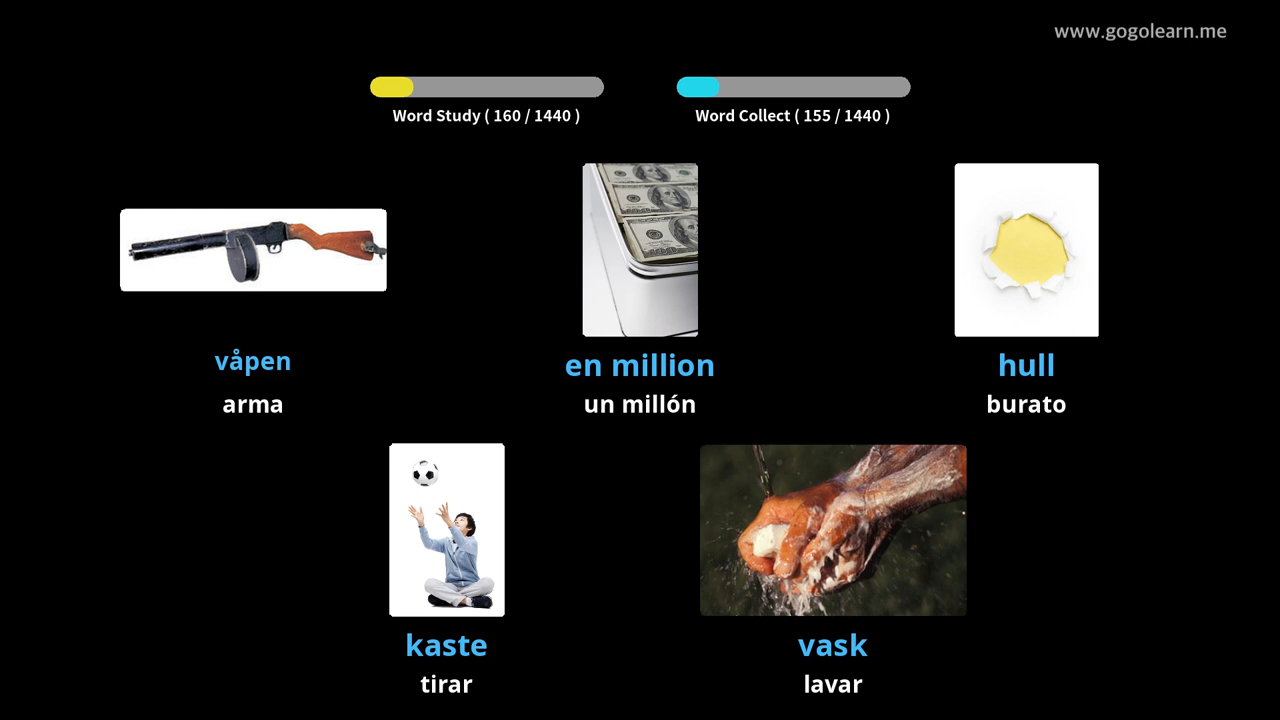 www.gogolearn.me
Word Study ( 160 / 1440 )
Word Collect ( 155 / 1440 )
våpen
arma
en million
un millón
hull
burato
kaste
tirar
vask
lavar